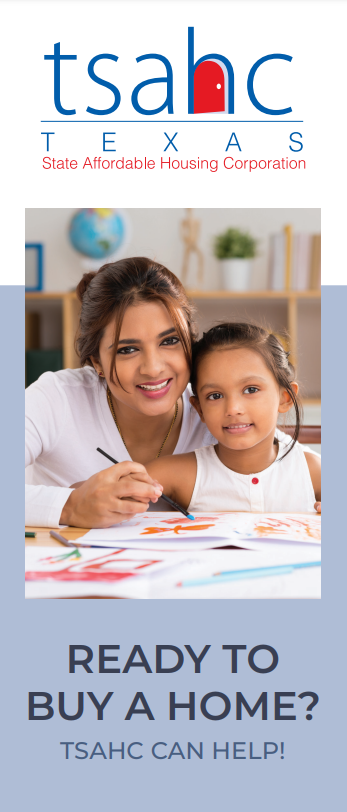 tsahc
TEXAS
State Affordable Housing Corporation
READY TO
BUY A HOME?
TSAHC CAN HELP!